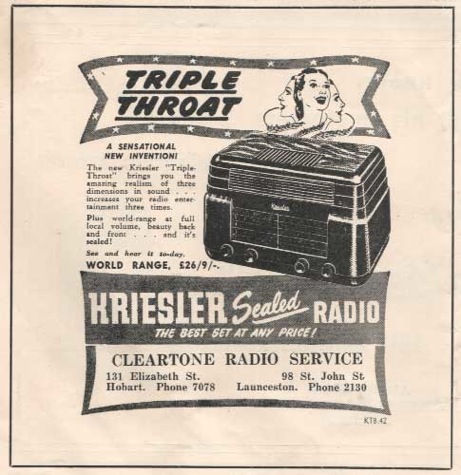 TRIPLE
THROAT
A SENSATIONAL
NEW INVENTION!
The new Kriesler "Triple-
Throat" brings you the
amazing realism of three
dimensions in sound . . .
increases your radio enter-
tainment three times.
Plus world-range at full
local volume, beauty back
and front . . . and it's
sealed!
See and hear it to-day.
WORLD RANGE, £26/9/-.
Kriesler
KRIESLER Sealed RADIO
THE BEST SET AT ANY PRICE!
CLEARTONE RADIO SERVICE
131 Elizabeth St. 98 St. John St
Hobart. Phone 7078 Launceston. Phone 2130
KT8.42